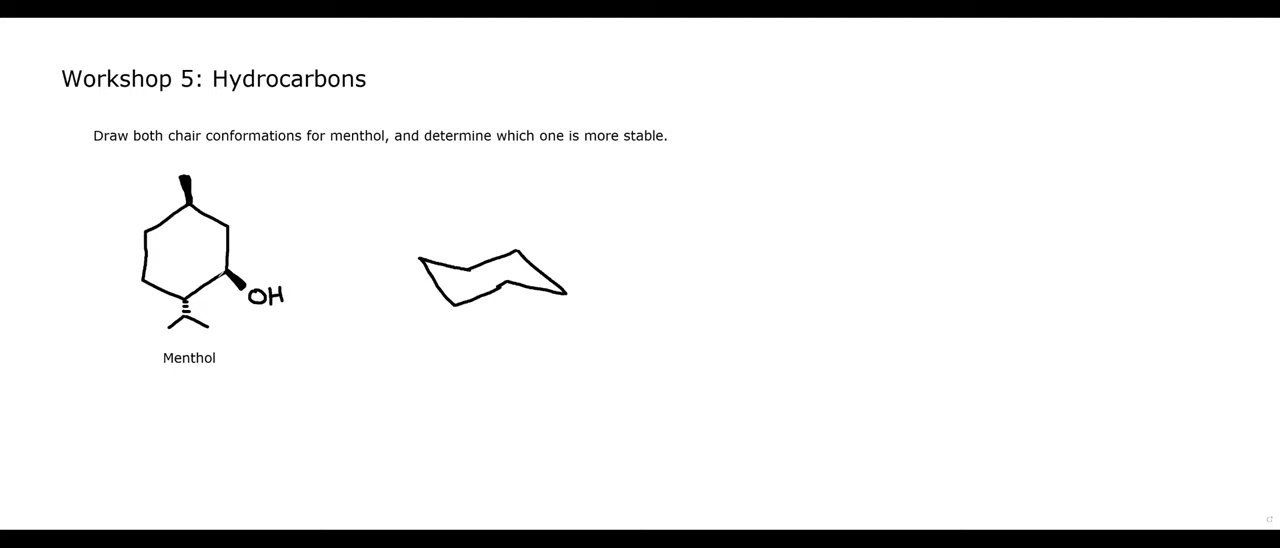 Workshop 5: Hydrocarbons
Draw both chair conformations for menthol, and determine which one is more stable.
OH
Menthol